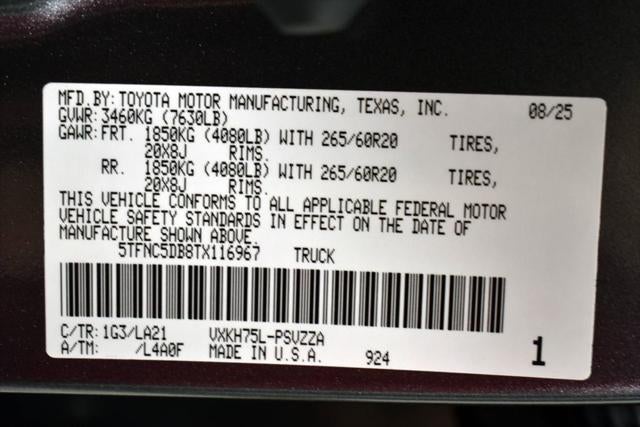 MFD.BY:TOYOTA MOTOR MANUFACTURING, TEXAS, INC. 08/25
GVWR:3460KG (7630LB)
GAWR:FRT. 1850KG (4080LB) WITH 265/60R20 TIRES,
20X8J RIMS.
RR. 1850KG (4080LB) WITH 265/60R20 TIRES,
20X8J RIMS.
THIS VEHICLE CONFORMS TO ALL APPLICABLE FEDERAL MOTOR
VEHICLE SAFETY STANDARDS IN EFFECT ON THE DATE OF
MANUFACTURE SHOWN ABOVE.
5TFNC5DB8TX116967 TRUCK
C/TR:1G3/LA21 VXKH75L-PSVZZA
A/TM: /L4A0F MADE IN U.S.A. 924 1